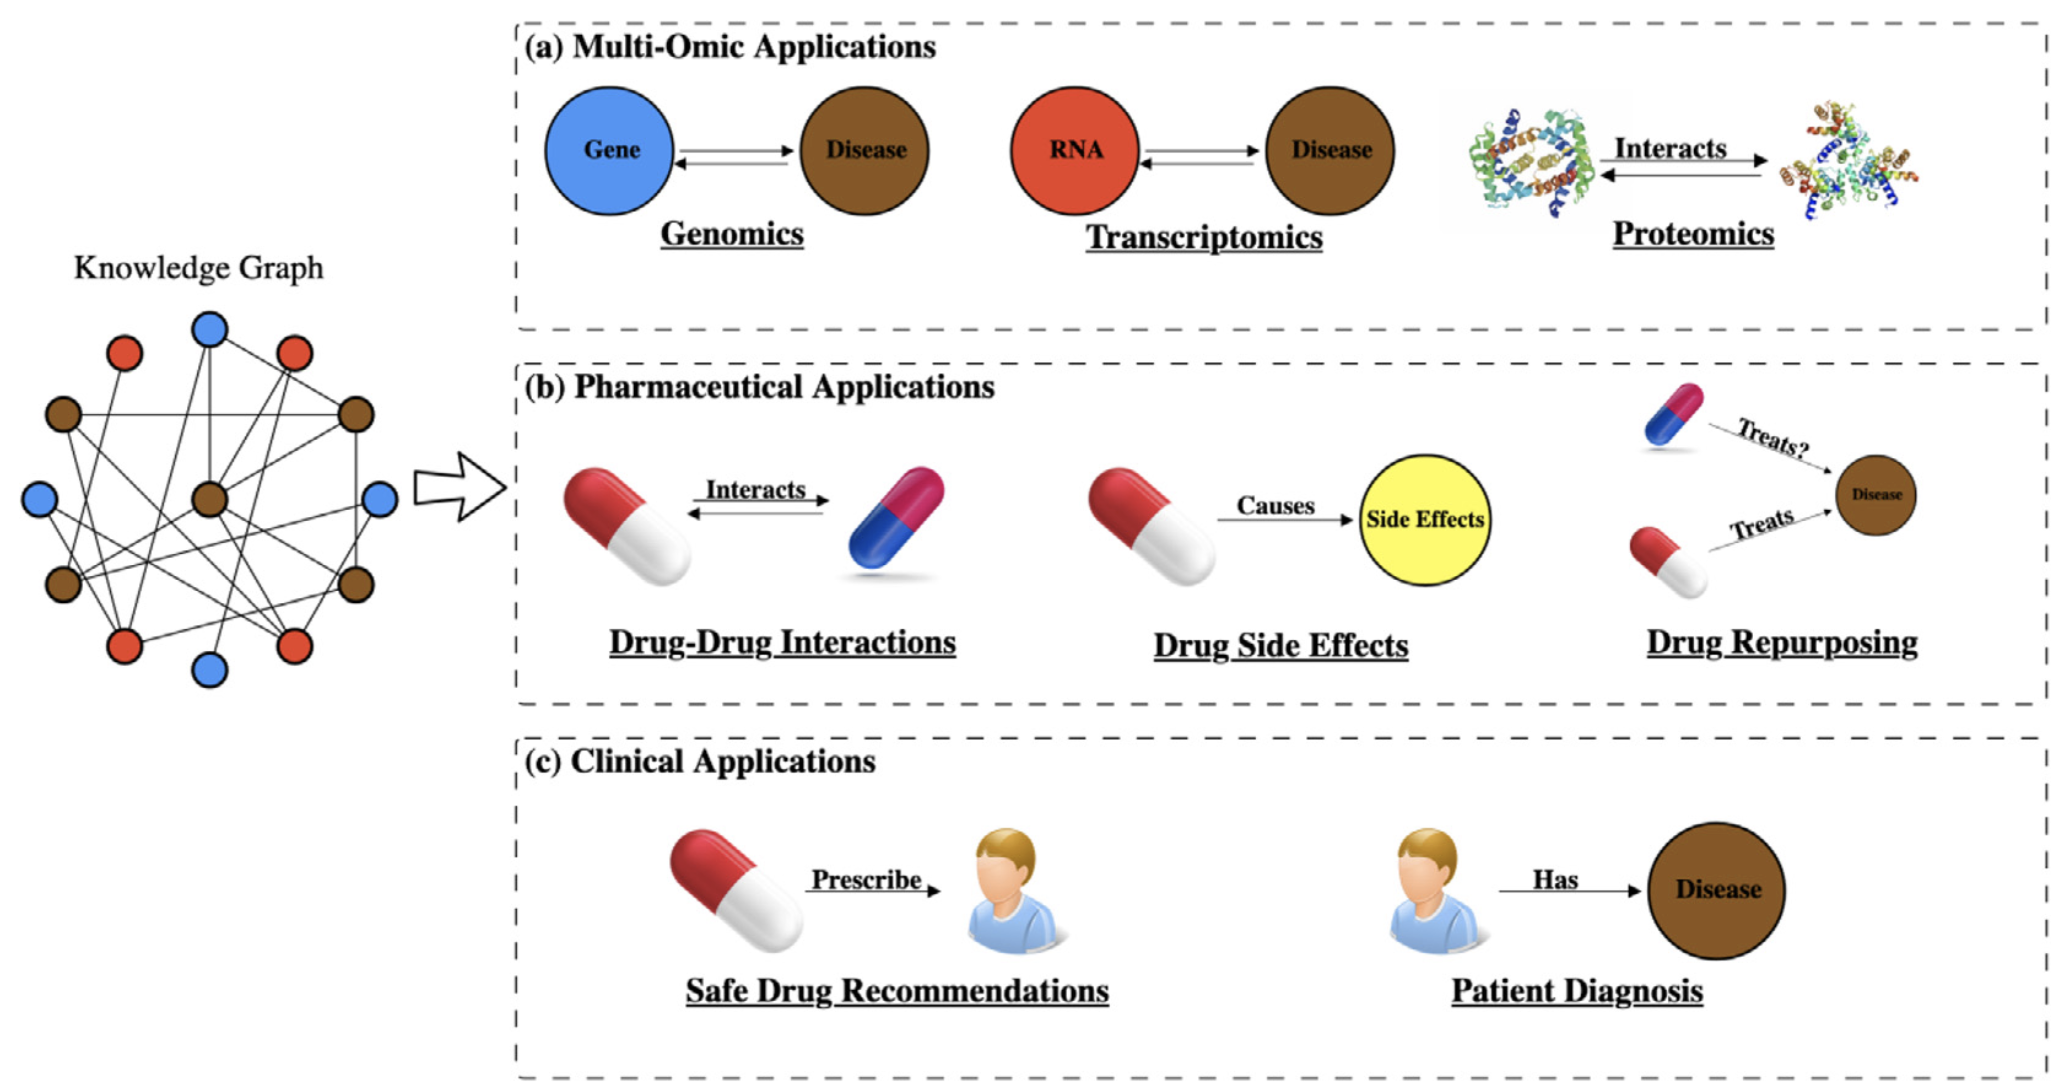 Knowledge Graph
(a) Multi-Omic Applications
Gene
Disease
Genomics
RNA
Disease
Transcriptomics
Interacts
Proteomics
(b) Pharmaceutical Applications
Interacts
Drug-Drug Interactions
Causes
Side Effects
Drug Side Effects
Treats?
Treats
Disease
Drug Repurposing
(c) Clinical Applications
Prescribe
Safe Drug Recommendations
Has
Disease
Patient Diagnosis